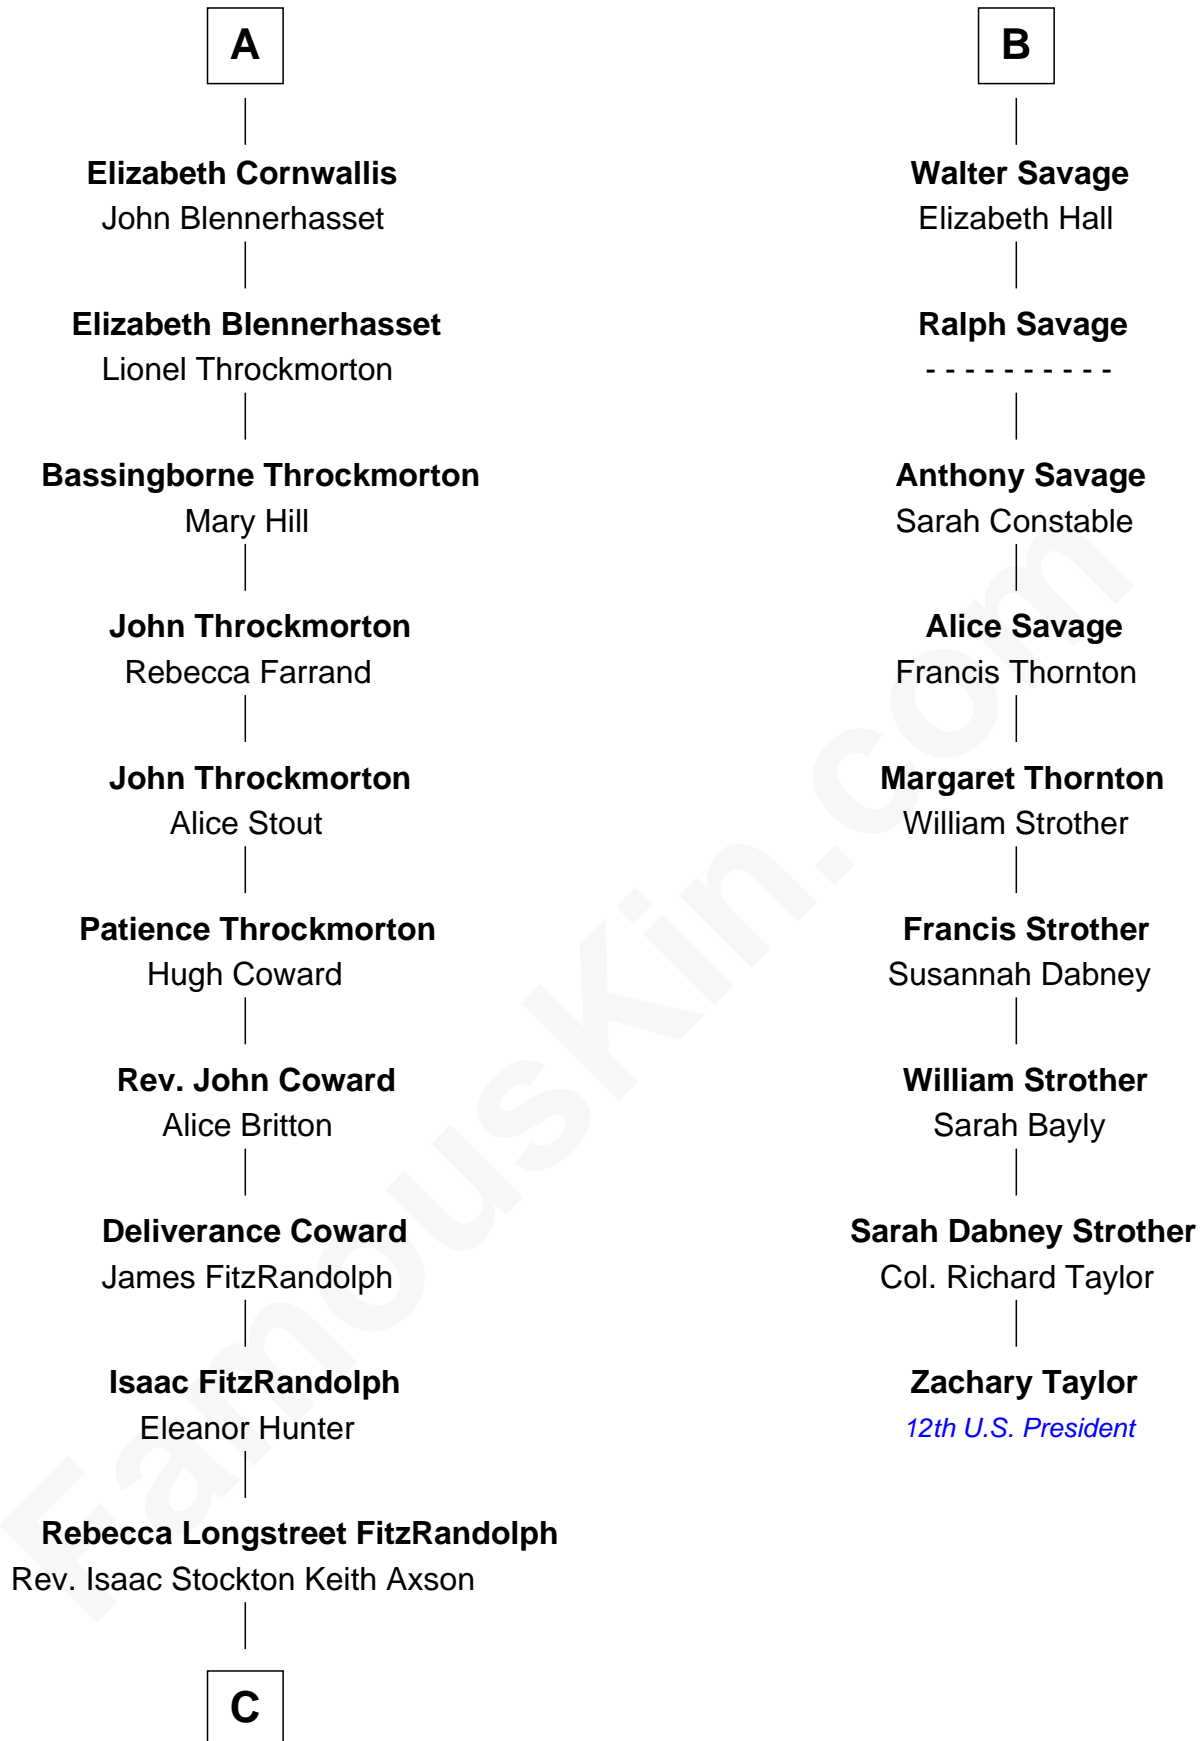 A
Elizabeth Cornwallis
John Blennerhasset
Elizabeth Blennerhasset
Lionel Throckmorton
Bassingborne Throckmorton
Mary Hill
John Throckmorton
Rebecca Farrand
John Throckmorton
Alice Stout
Patience Throckmorton
Hugh Coward
Rev. John Coward
Alice Britton
Deliverance Coward
James FitzRandolph
Isaac FitzRandolph
Eleanor Hunter
Rebecca Longstreet FitzRandolph
Rev. Isaac Stockton Keith Axson
C
B
Walter Savage
Elizabeth Hall
Ralph Savage
- - - - - - - - - -
Anthony Savage
Sarah Constable
Alice Savage
Francis Thornton
Margaret Thornton
William Strother
Francis Strother
Susannah Dabney
William Strother
Sarah Bayly
Sarah Dabney Strother
Col. Richard Taylor
Zachary Taylor
12th U.S. President
FamousKin.com